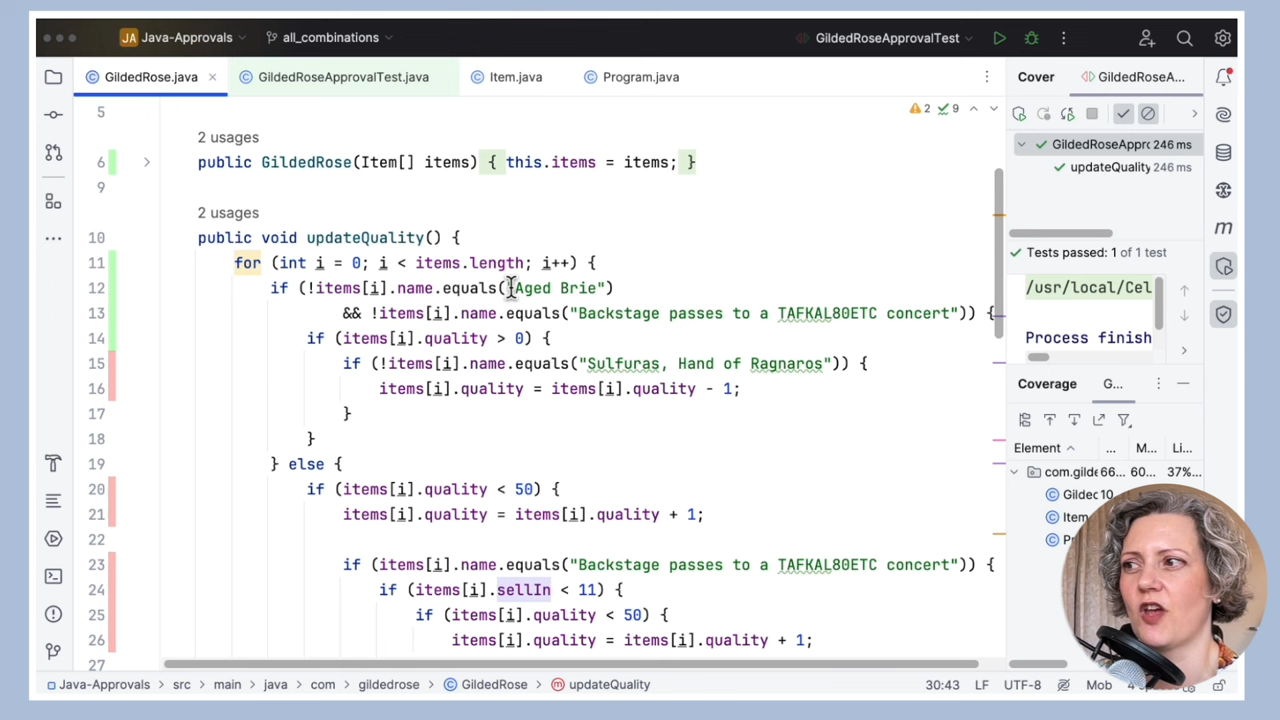 JA Java-Approvals all_combinations GildedRoseApprovalTest
GildedRose.java GildedRoseApprovalTest.java Item.java Program.java Cover GildedRoseA...
2 9
5
2 usages
6 public GildedRose(Item[] items) { this.items = items; }
9
2 usages
10 public void updateQuality() {
11 for (int i = 0; i < items.length; i++) {
12 if (!items[i].name.equals("Aged Brie")
13 && !items[i].name.equals("Backstage passes to a TAFKAL80ETC concert")) {
14 if (items[i].quality > 0) {
15 if (!items[i].name.equals("Sulfuras, Hand of Ragnaros")) {
16 items[i].quality = items[i].quality - 1;
17 }
18 }
19 } else {
20 if (items[i].quality < 50) {
21 items[i].quality = items[i].quality + 1;
22
23 if (items[i].name.equals("Backstage passes to a TAFKAL80ETC concert")) {
24 if (items[i].sellIn < 11) {
25 if (items[i].quality < 50) {
26 items[i].quality = items[i].quality + 1;
27
GildedRoseAppro 246 ms
updateQuality 246 ms
Tests passed: 1 of 1 test
/usr/local/Cel
Process finish
Coverage G...
Element ... M... Li...
com.gilde 66... 60... 37%
Gildec 10
Item
Java-Approvals > src > main > java > com > gildedrose > GildedRose > updateQuality 30:43 LF UTF-8 Mob